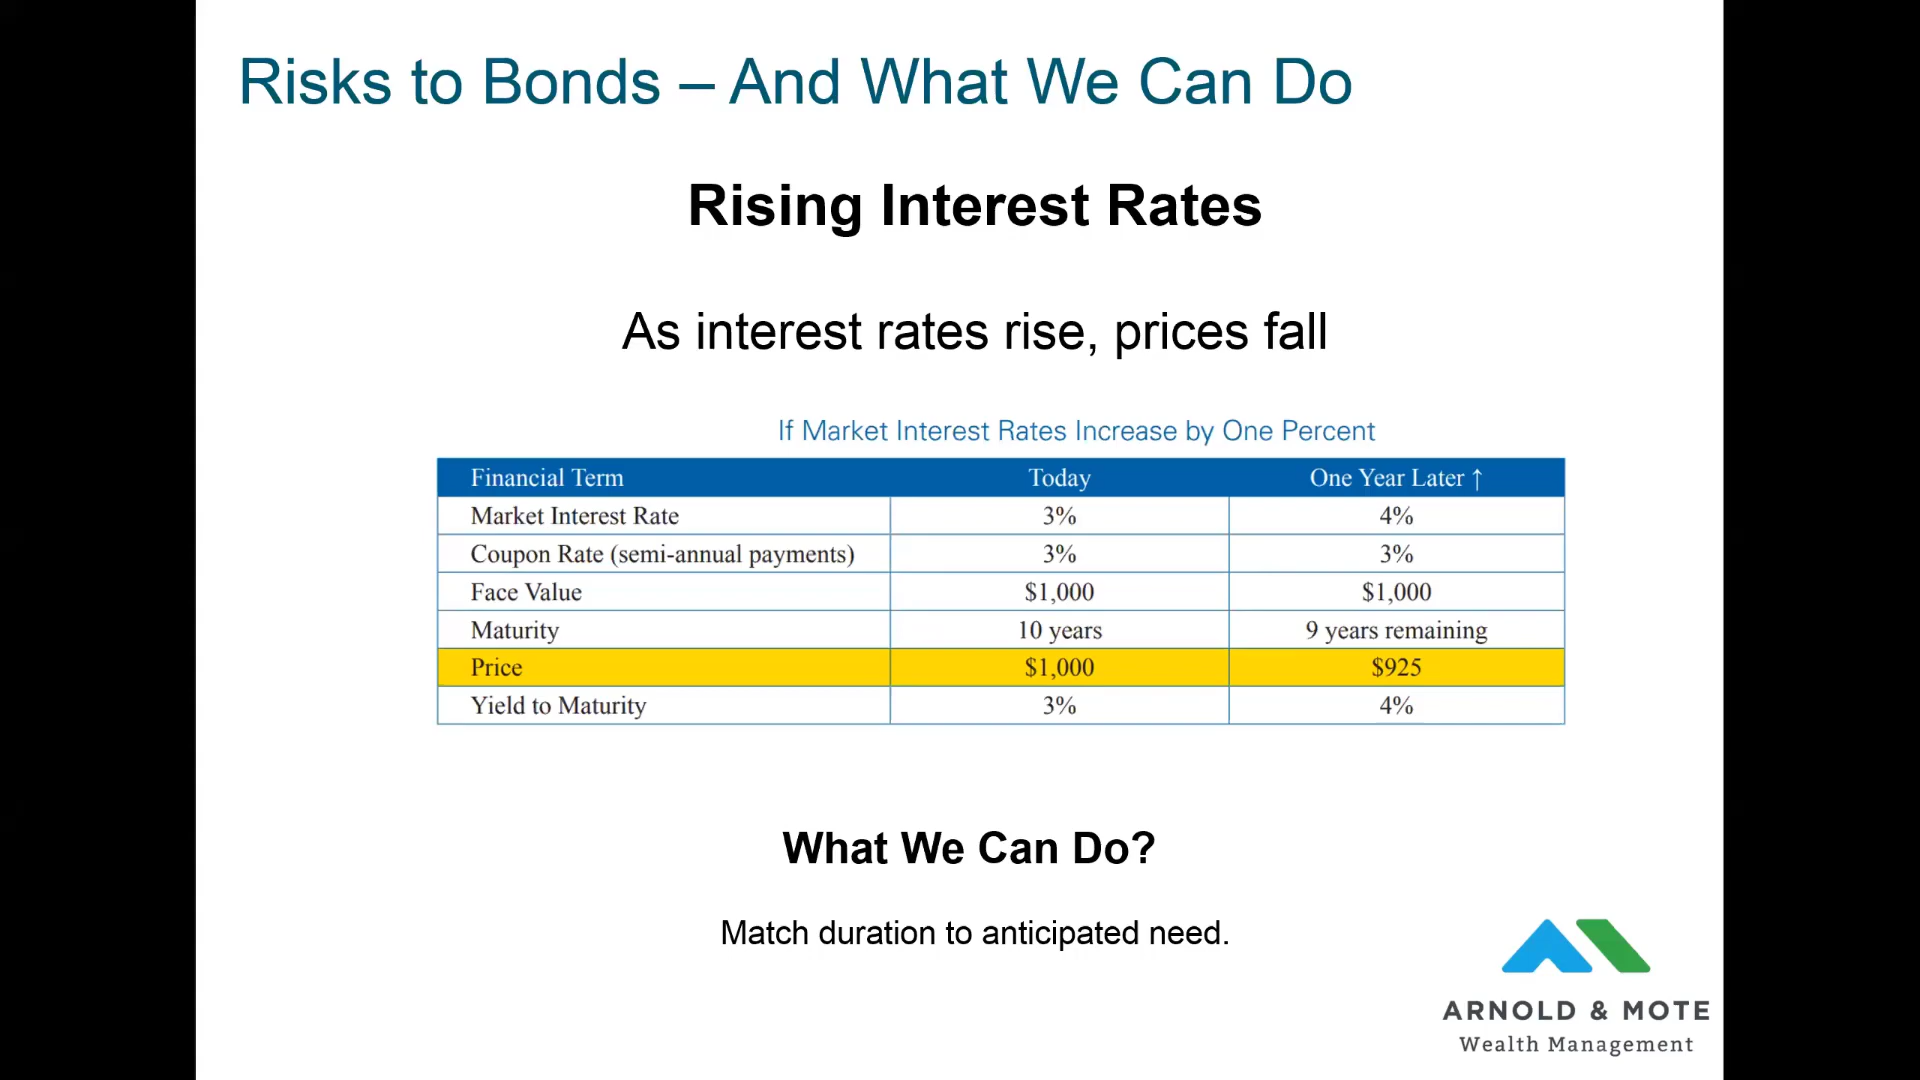 Risks to Bonds – And What We Can Do
Rising Interest Rates
As interest rates rise, prices fall
If Market Interest Rates Increase by One Percent
Financial Term Today One Year Later ↑
Market Interest Rate 3% 4%
Coupon Rate (semi-annual payments) 3% 3%
Face Value $1,000 $1,000
Maturity 10 years 9 years remaining
Price $1,000 $925
Yield to Maturity 3% 4%
What We Can Do?
Match duration to anticipated need.
ARNOLD & MOTE
Wealth Management